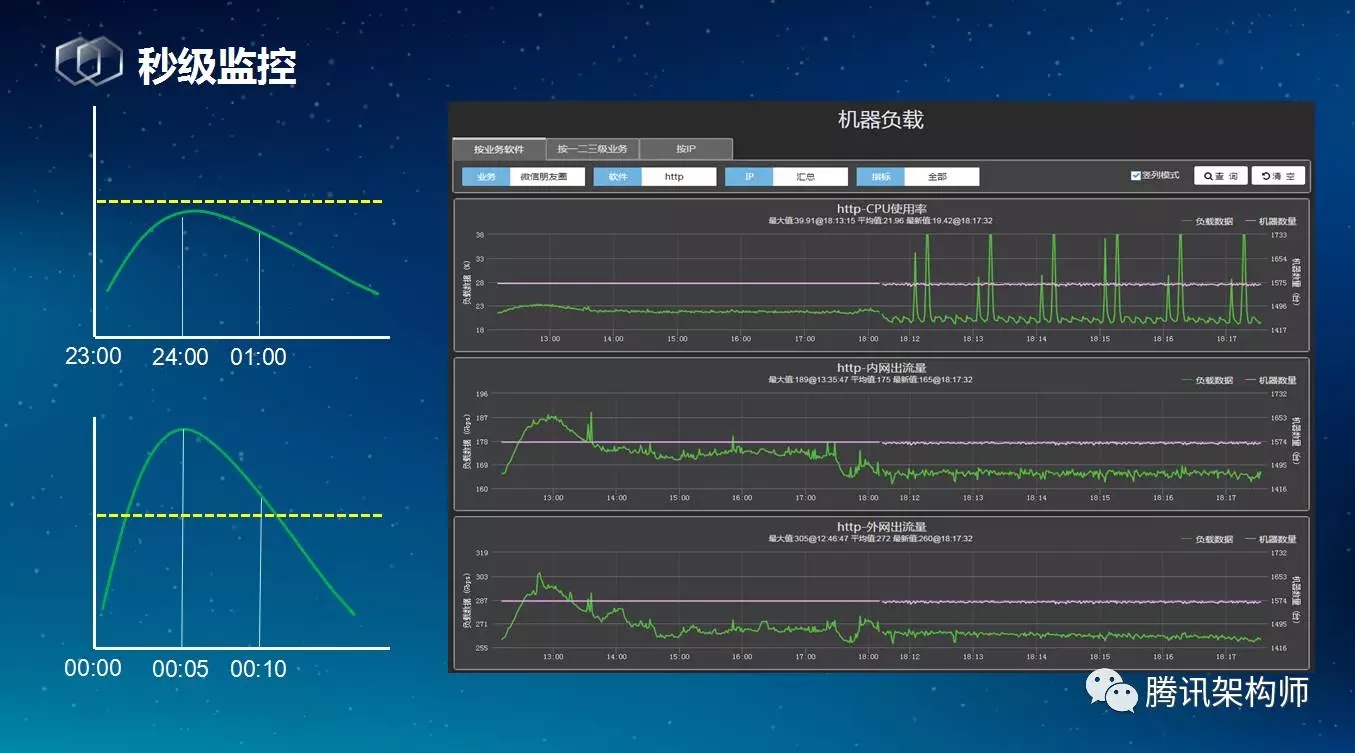 秒级监控
23:00 24:00 01:00
00:00 00:05 00:10
机器负载
按业务软件 按一二三级业务 按IP
业务 微信朋友圈 软件 http IP 汇总 指标 全部 竖列模式 查 询 清 空
http-CPU使用率
最大值:39.91@18:13:15 平均值:21.96 最新值:19.42@18:17:32
负载数据 机器数量
负载数据 (%)
38
33
28
23
18
1733
1654
1575
1496
1417
机器数量 (台)
13:00 14:00 15:00 16:00 17:00 18:00 18:12 18:13 18:14 18:15 18:16 18:17
http-内网出流量
最大值:189@13:35:47 平均值:175 最新值:165@18:17:32
负载数据 机器数量
负载数据 (Gbps)
196
187
178
169
160
1732
1653
1574
1495
1416
机器数量 (台)
13:00 14:00 15:00 16:00 17:00 18:00 18:12 18:13 18:14 18:15 18:16 18:17
http-外网出流量
最大值:305@12:46:47 平均值:272 最新值:260@18:17:32
负载数据 机器数量
负载数据 (Gbps)
319
303
287
271
255
1732
1653
1574
1495
1416
机器数量 (台)
13:00 14:00 15:00 16:00 17:00 18:00 18:12 18:13 18:14 18:15 18:16 18:17
腾讯架构师